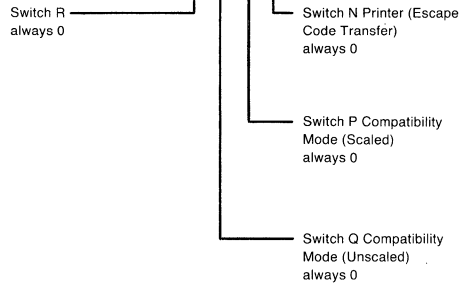 Switch R
always 0
Switch N Printer (Escape
Code Transfer)
always 0
Switch P Compatibility
Mode (Scaled)
always 0
Switch Q Compatibility
Mode (Unscaled)
always 0